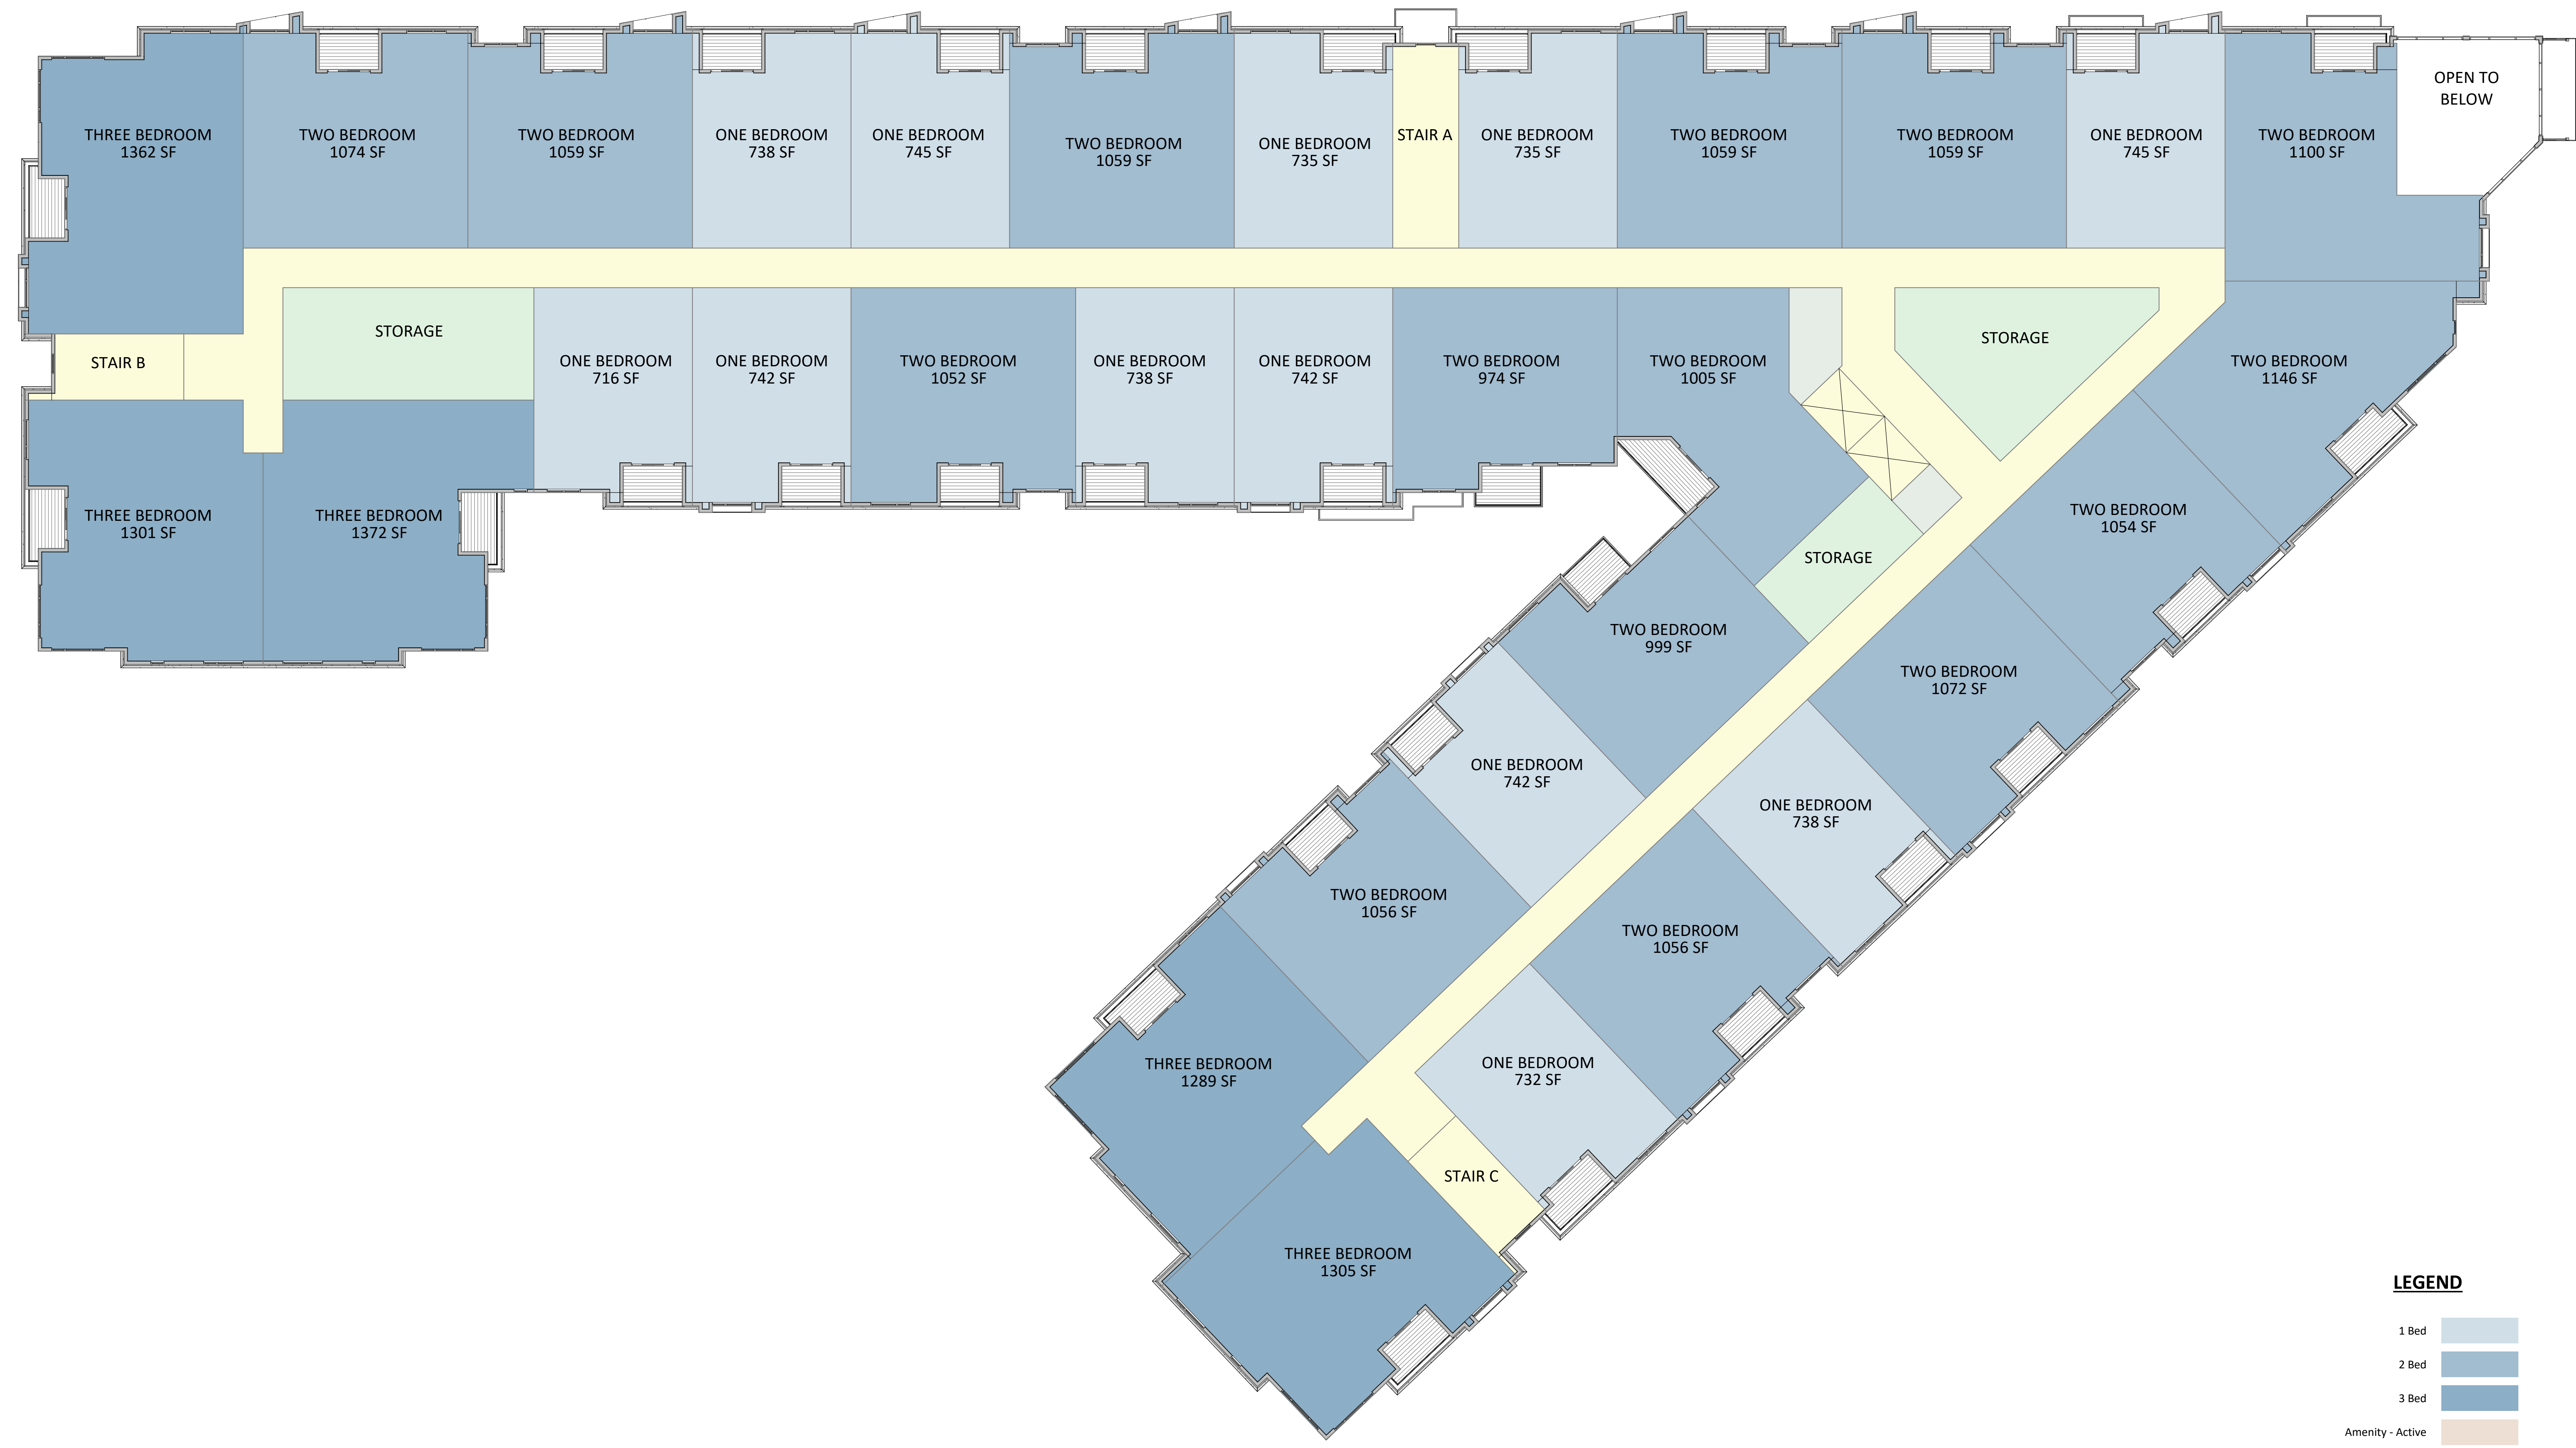 OPEN TO
BELOW
THREE BEDROOM
1362 SF
TWO BEDROOM
1074 SF
TWO BEDROOM
1059 SF
ONE BEDROOM
738 SF
ONE BEDROOM
745 SF
TWO BEDROOM
1059 SF
ONE BEDROOM
735 SF
STAIR A
ONE BEDROOM
735 SF
TWO BEDROOM
1059 SF
TWO BEDROOM
1059 SF
ONE BEDROOM
745 SF
TWO BEDROOM
1100 SF
STAIR B
STORAGE
ONE BEDROOM
716 SF
ONE BEDROOM
742 SF
TWO BEDROOM
1052 SF
ONE BEDROOM
738 SF
ONE BEDROOM
742 SF
TWO BEDROOM
974 SF
TWO BEDROOM
1005 SF
STORAGE
TWO BEDROOM
1146 SF
THREE BEDROOM
1301 SF
THREE BEDROOM
1372 SF
TWO BEDROOM
1054 SF
STORAGE
TWO BEDROOM
999 SF
TWO BEDROOM
1072 SF
ONE BEDROOM
742 SF
ONE BEDROOM
738 SF
TWO BEDROOM
1056 SF
TWO BEDROOM
1056 SF
THREE BEDROOM
1289 SF
ONE BEDROOM
732 SF
STAIR C
THREE BEDROOM
1305 SF
LEGEND
1 Bed
2 Bed
3 Bed
Amenity - Active